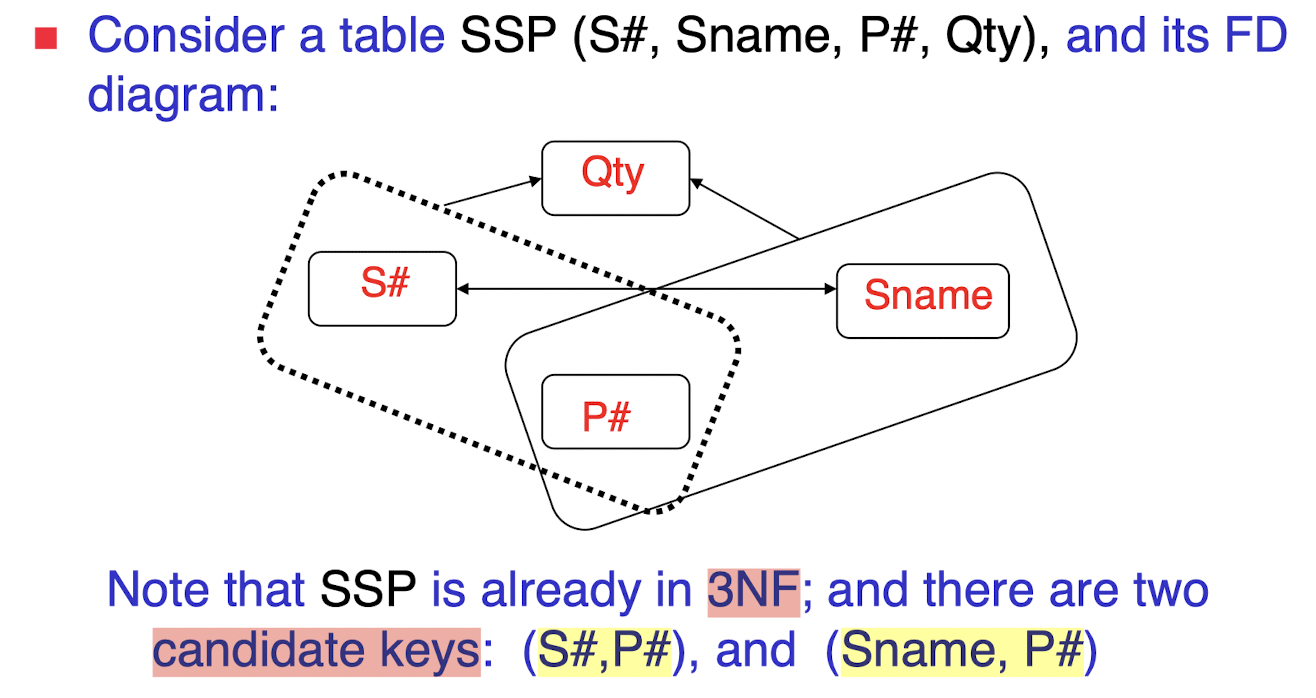 Consider a table SSP (S#, Sname, P#, Qty), and its FD
diagram:
Qty
S#
Sname
P#
Note that SSP is already in 3NF; and there are two
candidate keys: (S#,P#), and (Sname, P#)